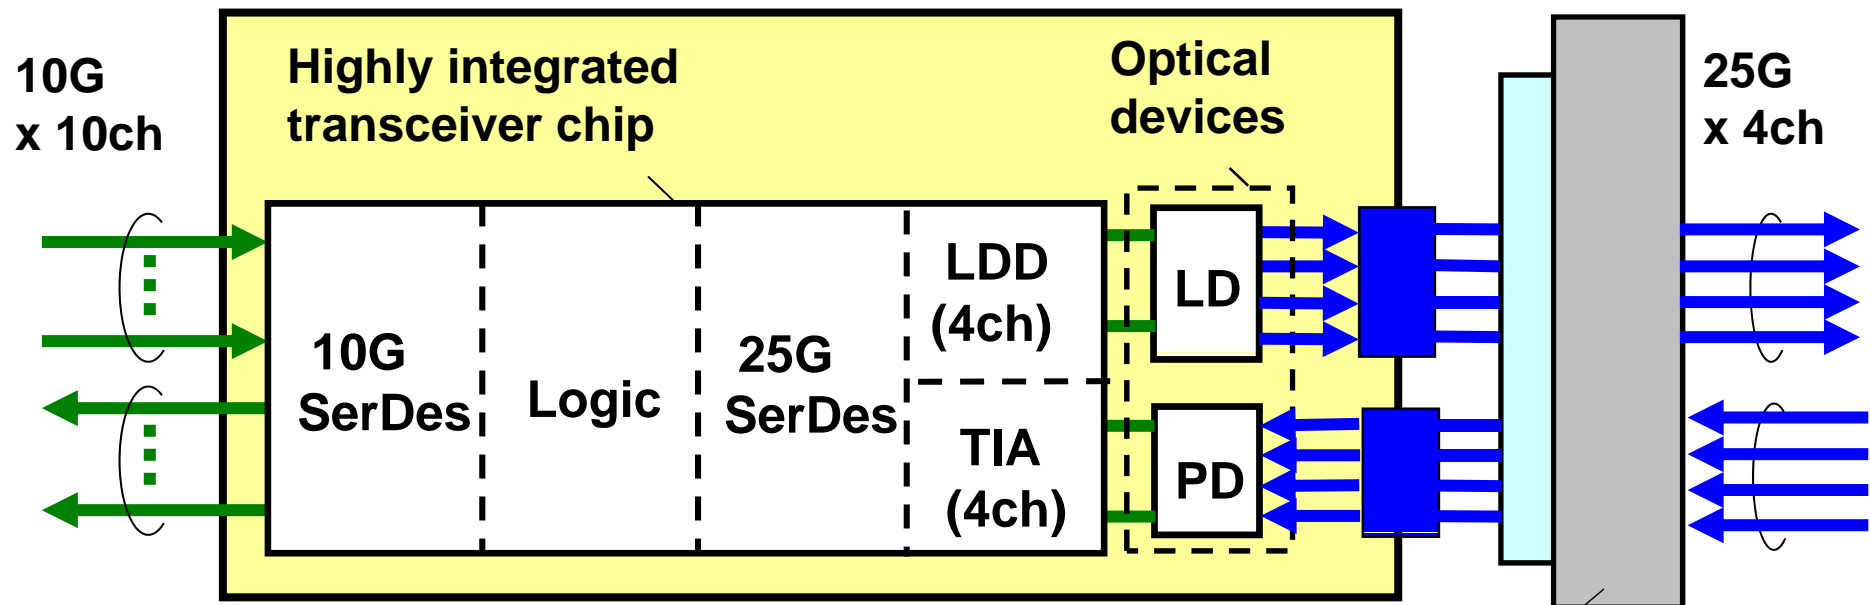 10G
x 10ch
Highly integrated
transceiver chip
Optical
devices
25G
x 4ch
10G
SerDes
Logic
25G
SerDes
LDD
(4ch)
TIA
(4ch)
LD
PD